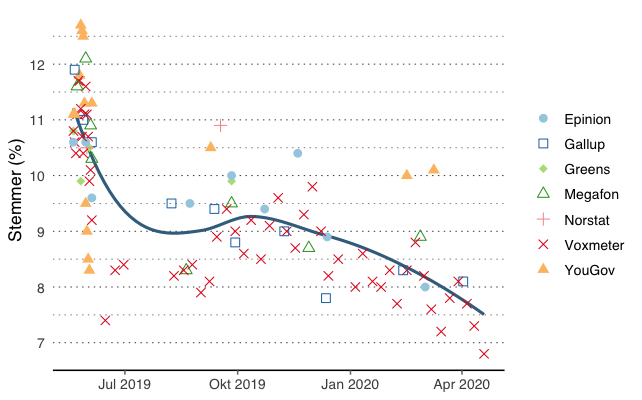 Stemmer (%)
12
11
10
9
8
7
Jul 2019
Okt 2019
Jan 2020
Apr 2020
Epinion
Gallup
Greens
Megafon
Norstat
Voxmeter
YouGov